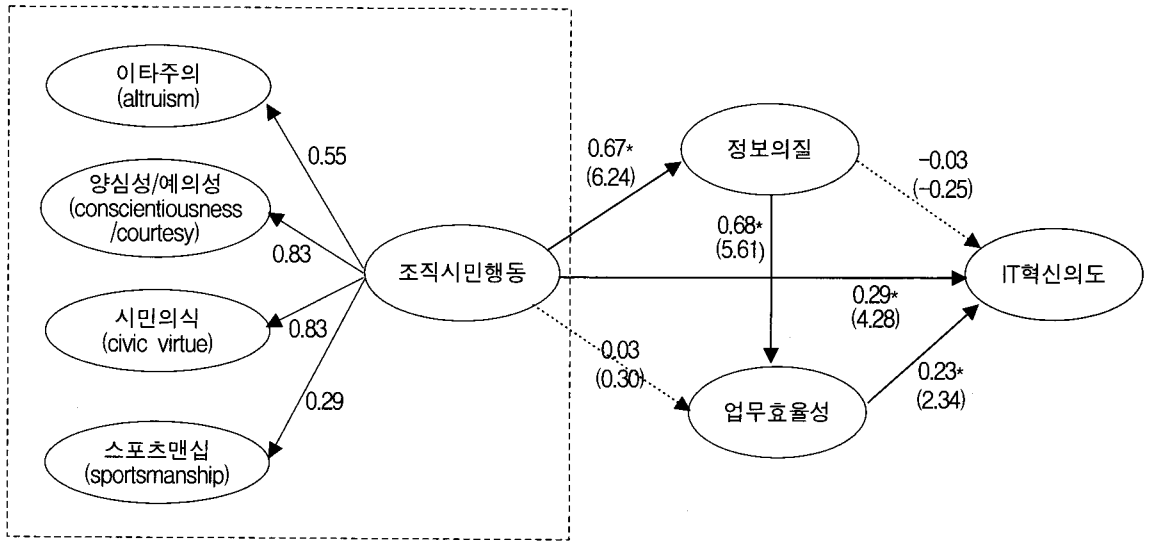 이타주의
(altruism)
0.55
양심성/예의성
(conscientiousness
/courtesy)
0.83
시민의식
(civic virtue)
0.83
스포츠맨십
(sportsmanship)
0.29
조직시민행동
0.67*
(6.24)
정보의질
-0.03
(-0.25)
0.68*
(5.61)
0.29*
(4.28)
IT혁신의도
0.03
(0.30)
업무효율성
0.23*
(2.34)